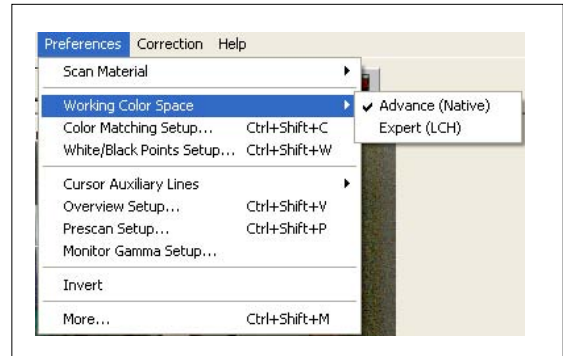 Preferences Correction Help
Scan Material
Working Color Space
Advance (Native)
Expert (LCH)
Color Matching Setup... Ctrl+Shift+C
White/Black Points Setup... Ctrl+Shift+W
Cursor Auxiliary Lines
Overview Setup... Ctrl+Shift+V
Prescan Setup... Ctrl+Shift+P
Monitor Gamma Setup...
Invert
More... Ctrl+Shift+M